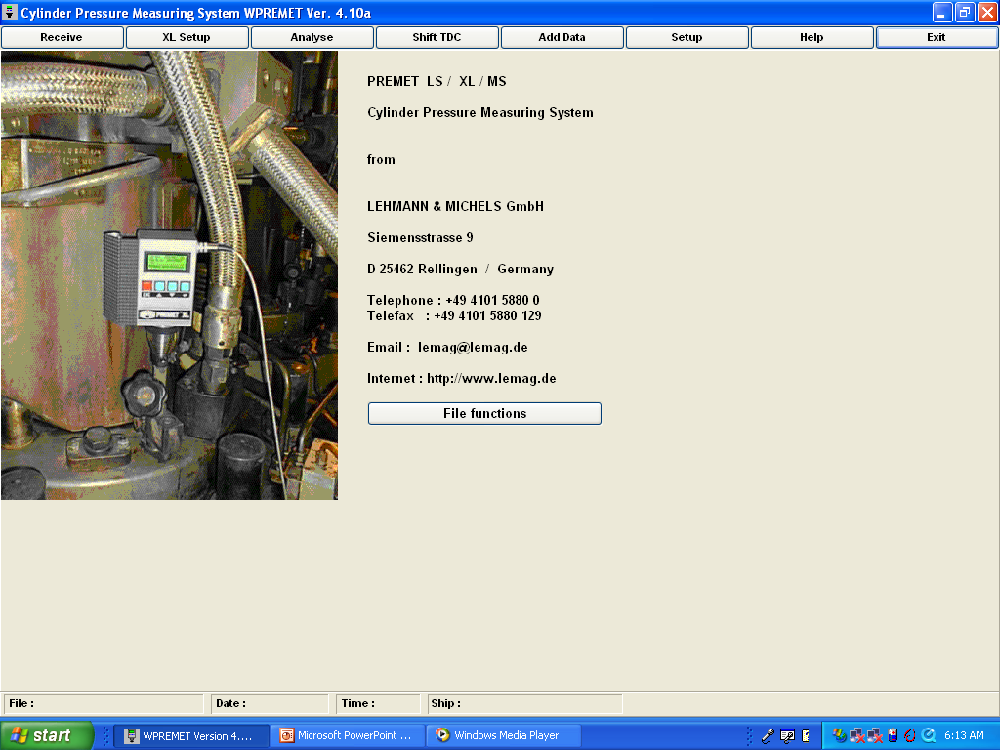 Cylinder Pressure Measuring System WPREMET Ver. 4.10a
Receive
XL Setup
Analyse
Shift TDC
Add Data
Setup
Help
Exit
PREMET LS / XL / MS
Cylinder Pressure Measuring System
from
LEHMANN & MICHELS GmbH
Siemensstrasse 9
D 25462 Rellingen / Germany
Telephone : +49 4101 5880 0
Telefax : +49 4101 5880 129
Email : lemag@lemag.de
Internet : http://www.lemag.de
File functions
File :
Date :
Time :
Ship :
start
WPREMET Version 4....
Microsoft PowerPoint ...
Windows Media Player
6:13 AM